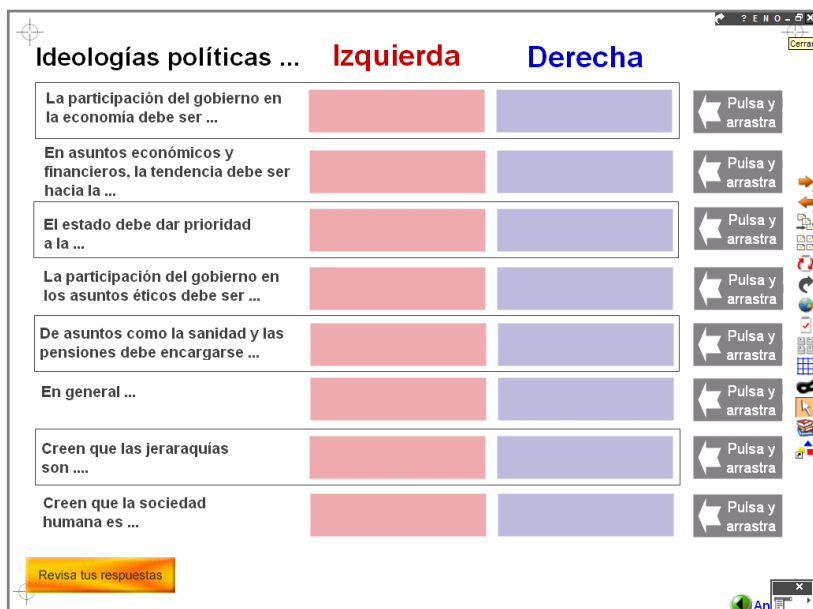 ? E N O
Cerrar
Ideologías políticas ... Izquierda Derecha
La participación del gobierno en
la economía debe ser ...
Pulsa y
arrastra
En asuntos económicos y
financieros, la tendencia debe ser
hacia la ...
Pulsa y
arrastra
El estado debe dar prioridad
a la ...
Pulsa y
arrastra
La participación del gobierno en
los asuntos éticos debe ser ...
Pulsa y
arrastra
De asuntos como la sanidad y las
pensiones debe encargarse ...
Pulsa y
arrastra
En general ...
Pulsa y
arrastra
Creen que las jeraraquías
son ....
Pulsa y
arrastra
Creen que la sociedad
humana es ...
Pulsa y
arrastra
Revisa tus respuestas